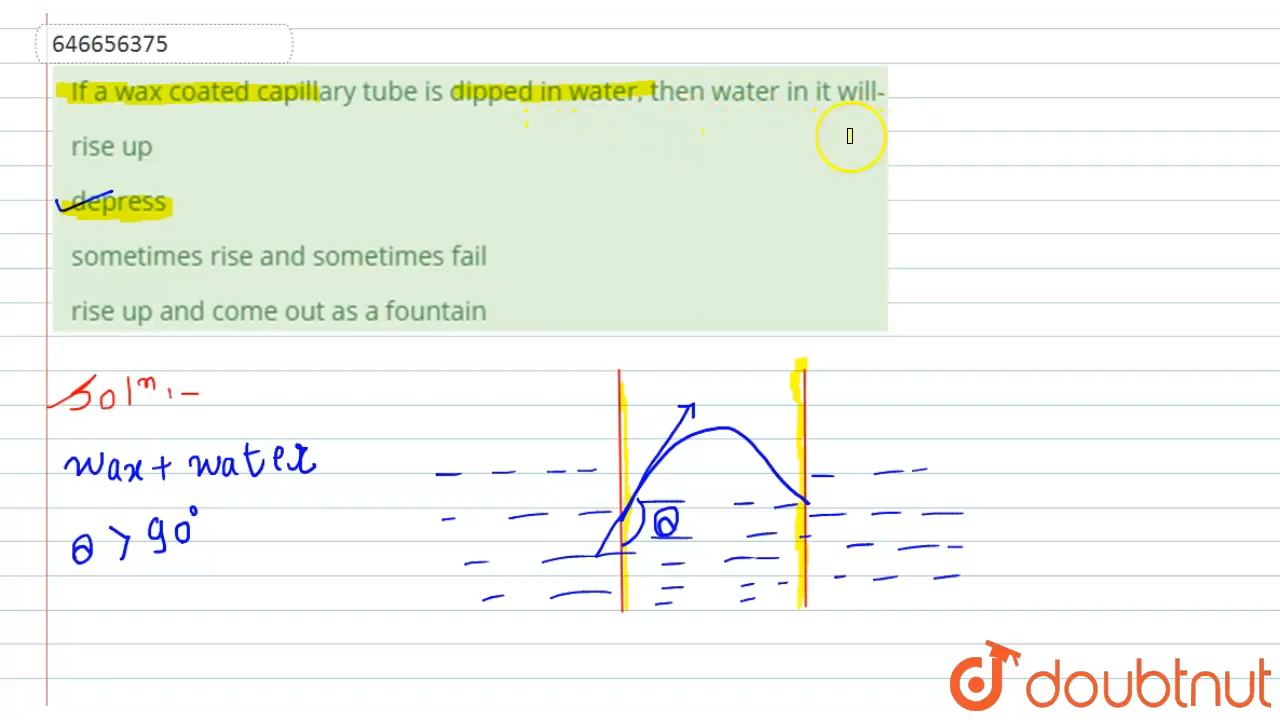 646656375
If a wax coated capillary tube is dipped in water, then water in it will-
rise up
depress
sometimes rise and sometimes fail
rise up and come out as a fountain
Solⁿ :-
wax + water
θ > 90°
θ
doubtnut